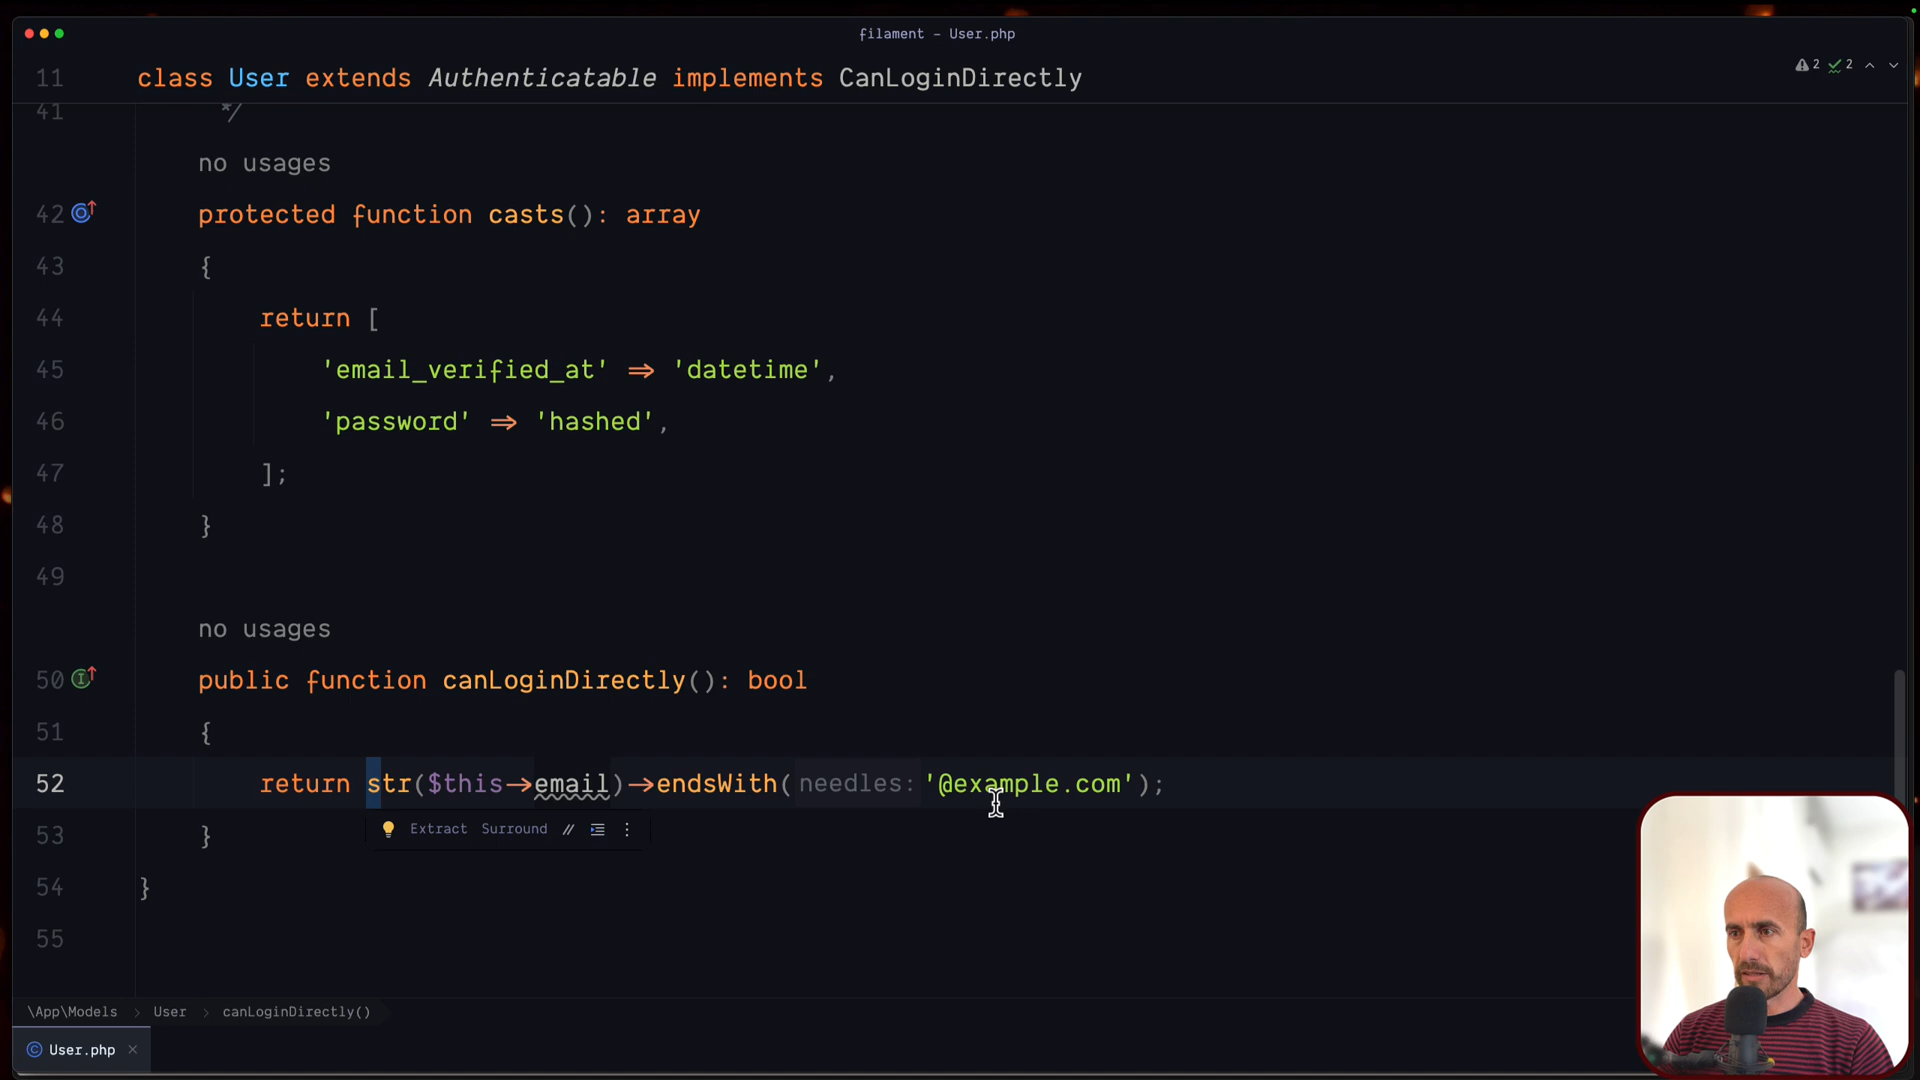 filament – User.php
11 class User extends Authenticatable implements CanLoginDirectly
2 2
41 */
no usages
42 protected function casts(): array
43 {
44 return [
45 'email_verified_at' => 'datetime',
46 'password' => 'hashed',
47 ];
48 }
49
no usages
50 public function canLoginDirectly(): bool
51 {
52 return str($this->email)->endsWith( needles: '@example.com');
Extract Surround //
53 }
54 }
55
\App\Models > User > canLoginDirectly()
User.php